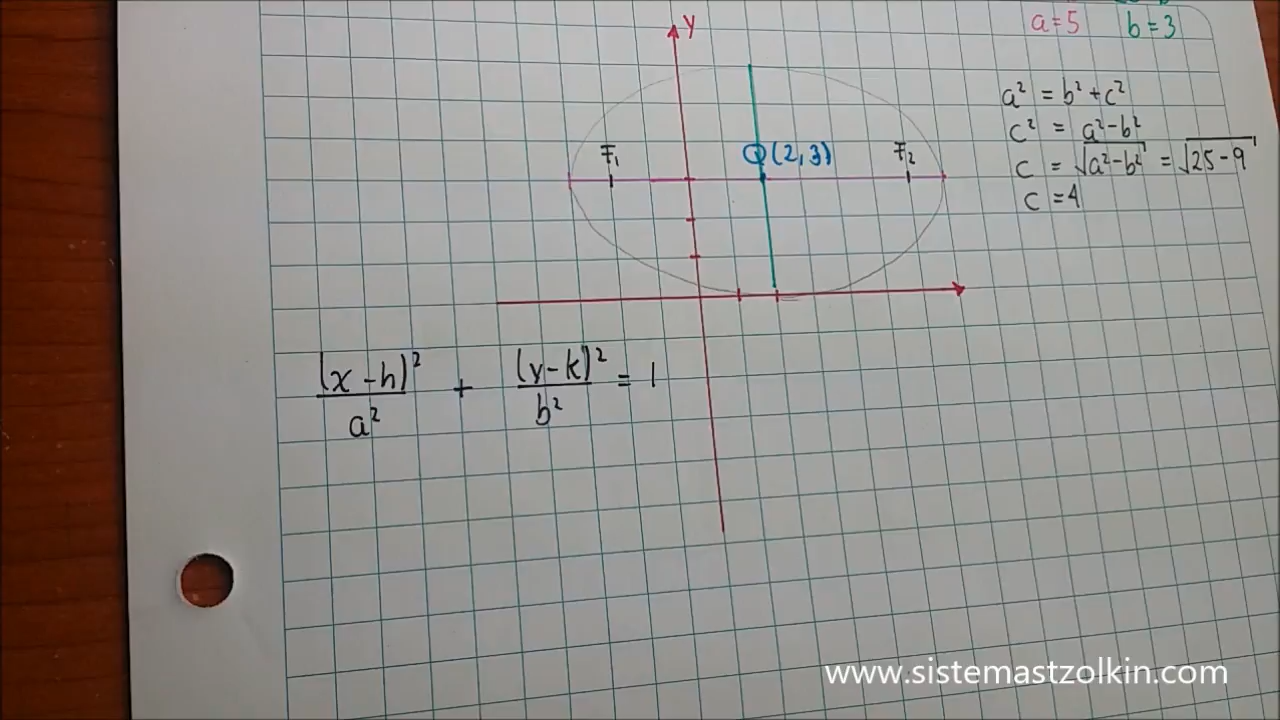 a=5 b=3
Y
a² = b² + c²
c² = a² - b²
F₁ (2,3) F₂
c = √a²-b² = √25-9
c = 4
(x-h)²/a² + (y-k)²/b² = 1
www.sistemastzolkin.com